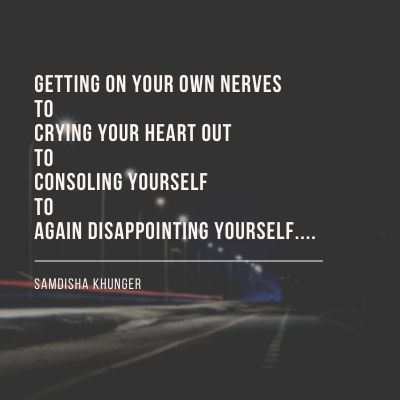 GETTING ON YOUR OWN NERVES
TO
CRYING YOUR HEART OUT
TO
CONSOLING YOURSELF
TO
AGAIN DISAPPOINTING YOURSELF....
SAMDISHA KHUNGER